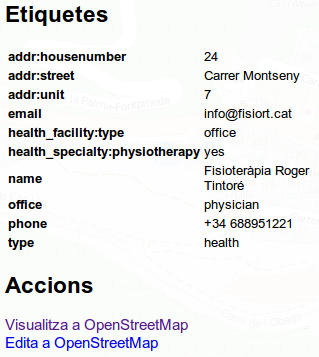 Etiquetes
addr:housenumber 24
addr:street Carrer Montseny
addr:unit 7
email info@fisiort.cat
health_facility:type office
health_specialty:physiotherapy yes
name Fisioteràpia Roger
Tintoré
office physician
phone +34 688951221
type health
Accions
Visualitza a OpenStreetMap
Edita a OpenStreetMap